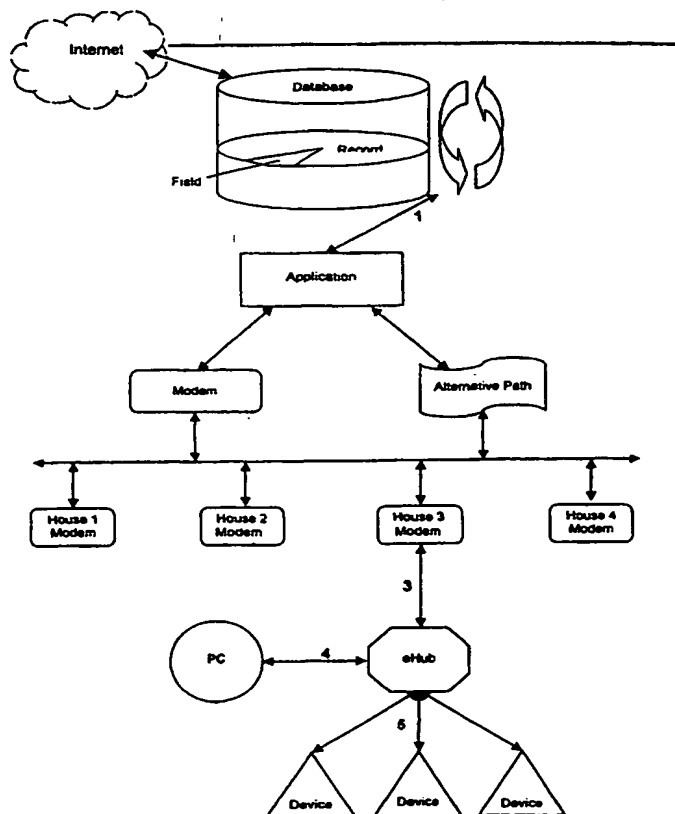 Internet
Database
Record
Field
1
Application
Modem
Alternative Path
House 1
Modem
House 2
Modem
House 3
Modem
House 4
Modem
3
PC
4
eHub
5
Device
Device
Device